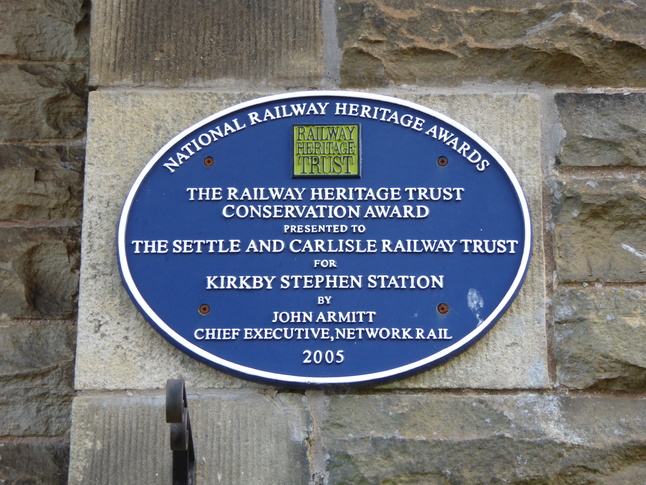 NATIONAL RAILWAY HERITAGE AWARDS
RAILWAY
HERITAGE
TRUST
THE RAILWAY HERITAGE TRUST
CONSERVATION AWARD
PRESENTED TO
THE SETTLE AND CARLISLE RAILWAY TRUST
FOR
KIRKBY STEPHEN STATION
BY
JOHN ARMITT
CHIEF EXECUTIVE, NETWORK RAIL
2005